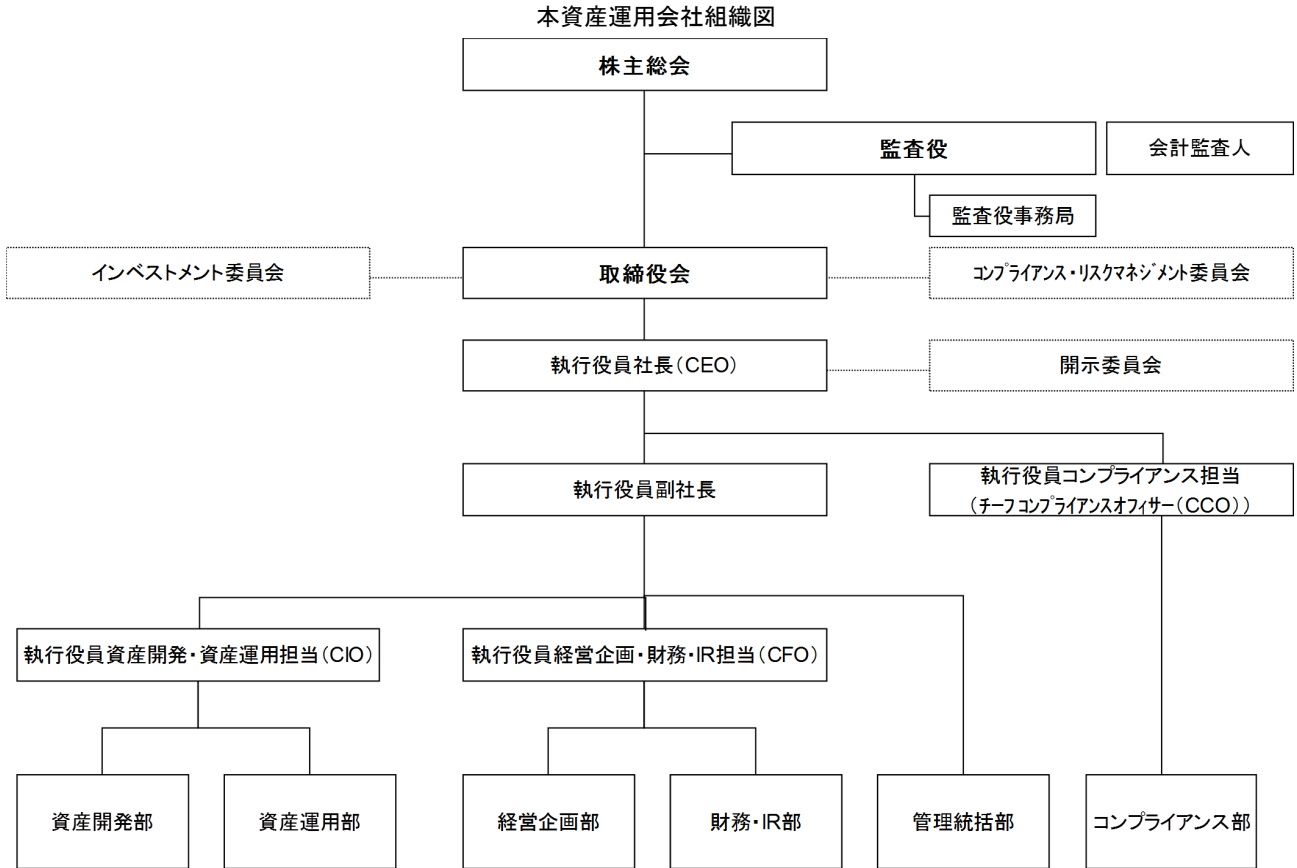 本資産運用会社組織図
株主総会
監査役
会計監査人
監査役事務局
インベストメント委員会
取締役会
コンプライアンス・リスクマネジメント委員会
執行役員社長(CEO)
開示委員会
執行役員副社長
執行役員コンプライアンス担当
(チーフコンプライアンスオフィサー(CCO))
執行役員資産開発・資産運用担当(CIO)
執行役員経営企画・財務・IR担当(CFO)
資産開発部
資産運用部
経営企画部
財務・IR部
管理統括部
コンプライアンス部